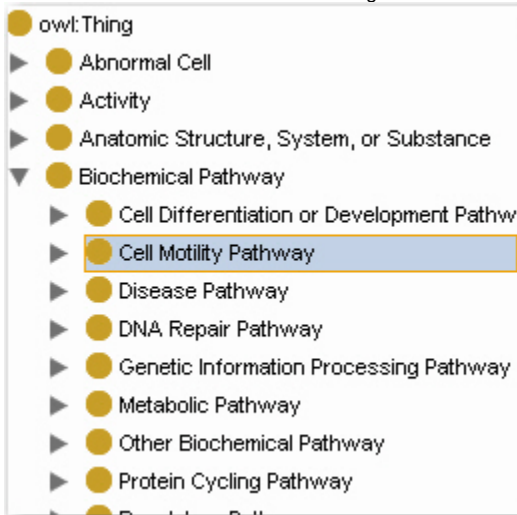 owl:Thing
Abnormal Cell
Activity
Anatomic Structure, System, or Substance
Biochemical Pathway
Cell Differentiation or Development Pathw
Cell Motility Pathway
Disease Pathway
DNA Repair Pathway
Genetic Information Processing Pathway
Metabolic Pathway
Other Biochemical Pathway
Protein Cycling Pathway